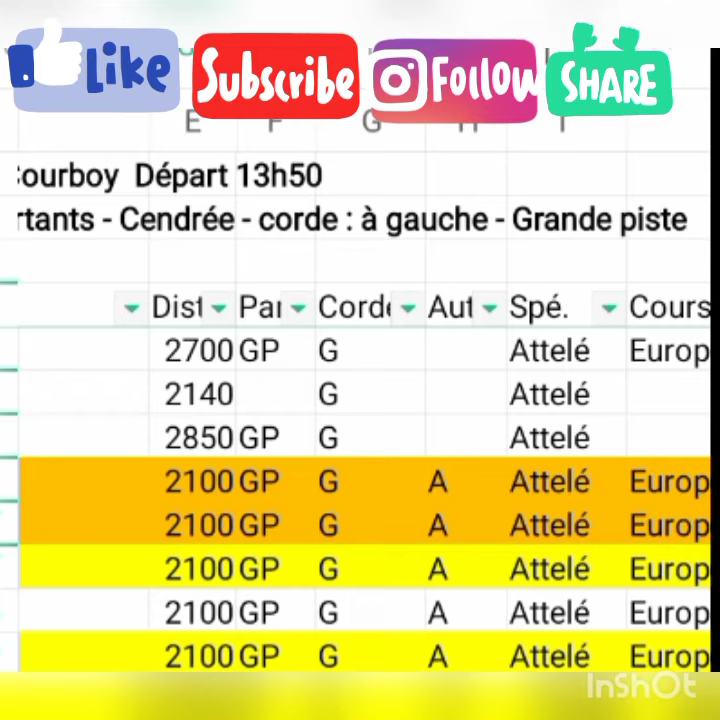 Like Subscribe Follow SHARE
E F G H I
ourboy Départ 13h50
rtants - Cendrée - corde : à gauche - Grande piste
Dist Par Corde Aut Spé. Cours
2700 GP G Attelé Europ
2140 G Attelé
2850 GP G Attelé
2100 GP G A Attelé Europ
2100 GP G A Attelé Europ
2100 GP G A Attelé Europ
2100 GP G A Attelé Europ
2100 GP G A Attelé Europ
InShOt